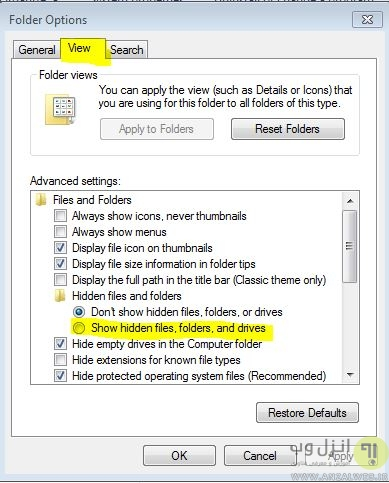 Folder Options
General
View
Search
Folder views
You can apply the view (such as Details or Icons) that
you are using for this folder to all folders of this type.
Apply to Folders
Reset Folders
Advanced settings:
Files and Folders
Always show icons, never thumbnails
Always show menus
Display file icon on thumbnails
Display file size information in folder tips
Display the full path in the title bar (Classic theme only)
Hidden files and folders
Don't show hidden files, folders, or drives
Show hidden files, folders, and drives
Hide empty drives in the Computer folder
Hide extensions for known file types
Hide protected operating system files (Recommended)
Restore Defaults
OK
Cancel
Apply
انزل وب
WWW.ANZALWEB.IR